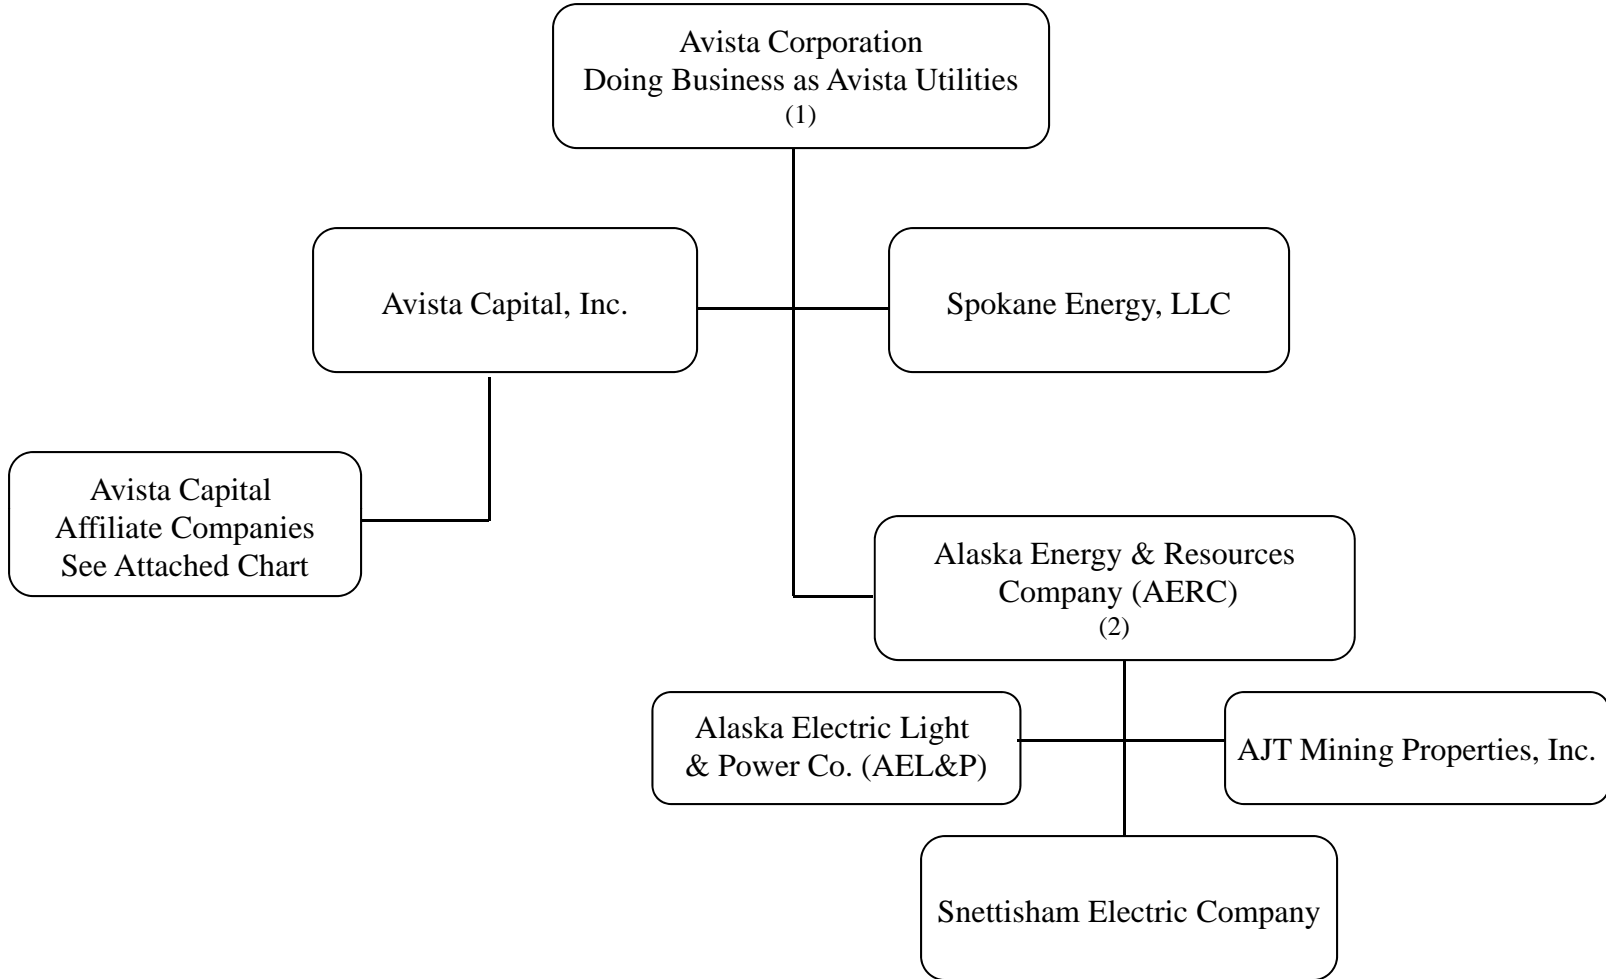 Avista Corporation
Doing Business as Avista Utilities
(1)
Avista Capital, Inc.
Spokane Energy, LLC
Avista Capital
Affiliate Companies
See Attached Chart
Alaska Energy & Resources
Company (AERC)
(2)
Alaska Electric Light
& Power Co. (AEL&P)
AJT Mining Properties, Inc.
Snettisham Electric Company